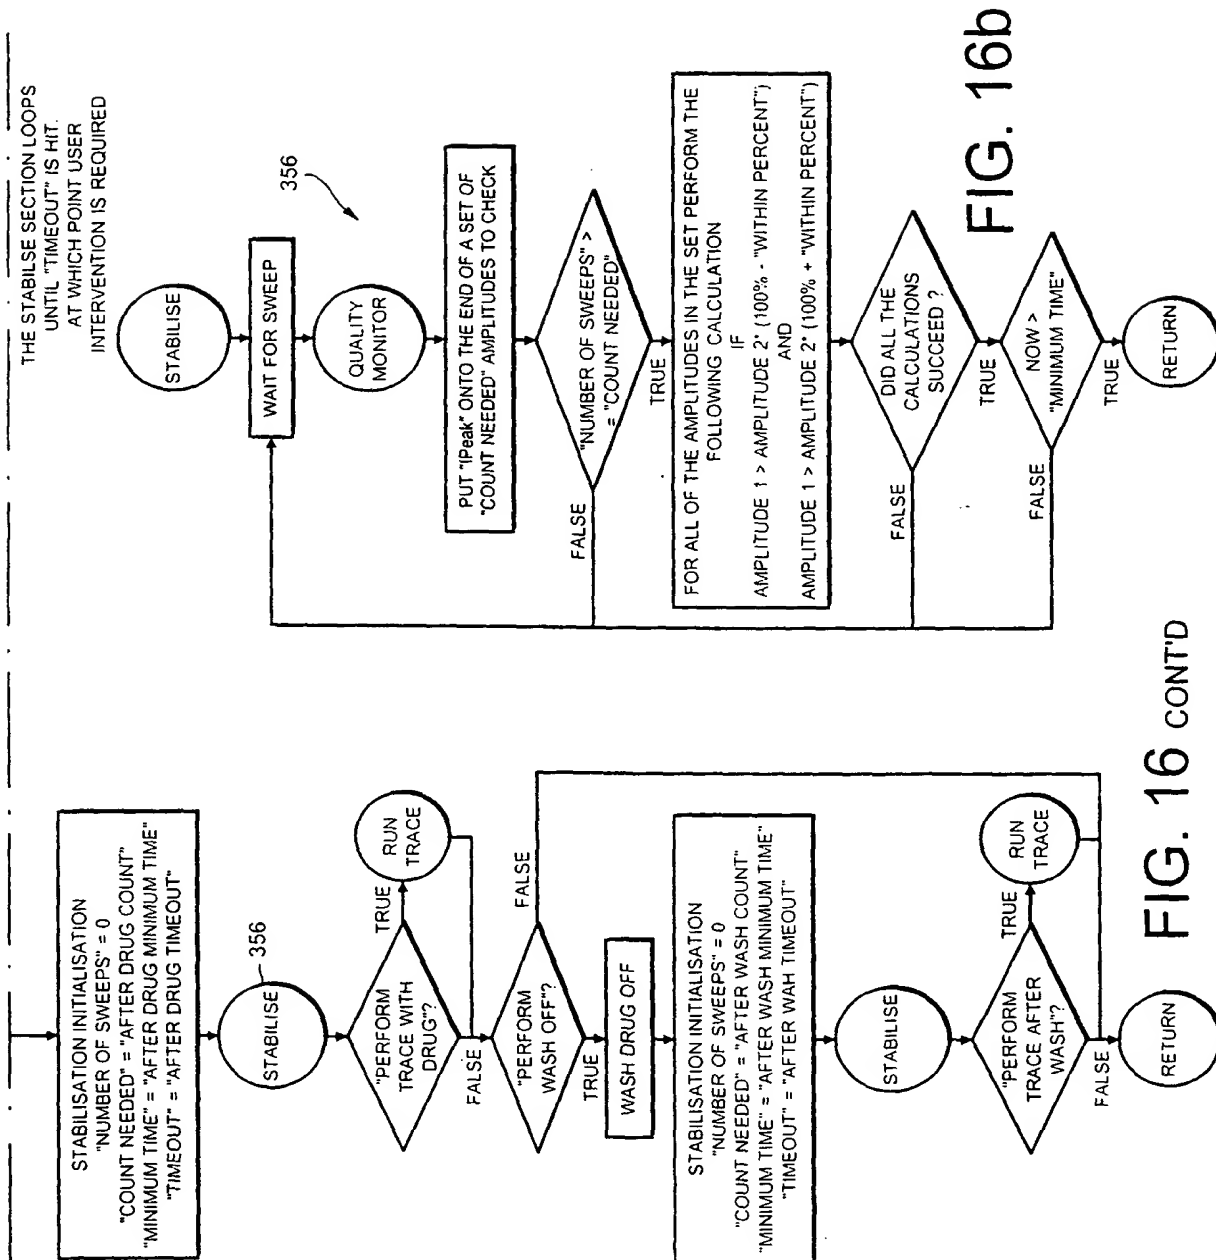 THE STABILSE SECTION LOOPS
UNTIL "TIMEOUT" IS HIT.
AT WHICH POINT USER
INTERVENTION IS REQUIRED
STABILISE
WAIT FOR SWEEP
356
QUALITY
MONITOR
PUT "IPeak" ONTO THE END OF A SET OF
"COUNT NEEDED" AMPLITUDES TO CHECK
"NUMBER OF SWEEPS" >
= "COUNT NEEDED"
FALSE
TRUE
FOR ALL OF THE AMPLITUDES IN THE SET PERFORM THE
FOLLOWING CALCULATION
IF
AMPLITUDE 1 > AMPLITUDE 2* (100% - "WITHIN PERCENT")
AND
AMPLITUDE 1 > AMPLITUDE 2* (100% + "WITHIN PERCENT")
DID ALL THE
CALCULATIONS
SUCCEED ?
FALSE
TRUE
NOW >
"MINIMUM TIME"
FALSE
TRUE
RETURN
FIG. 16b
STABILISATION INITIALISATION
"NUMBER OF SWEEPS" = 0
"COUNT NEEDED" = "AFTER DRUG COUNT"
"MINIMUM TIME" = "AFTER DRUG MINIMUM TIME"
"TIMEOUT" = "AFTER DRUG TIMEOUT"
356
STABILISE
"PERFORM
TRACE WITH
DRUG"?
TRUE
RUN
TRACE
FALSE
"PERFORM
WASH OFF"?
FALSE
TRUE
WASH DRUG OFF
STABILISATION INITIALISATION
"NUMBER OF SWEEPS" = 0
"COUNT NEEDED" = "AFTER WASH COUNT"
"MINIMUM TIME" = "AFTER WASH MINIMUM TIME"
"TIMEOUT" = "AFTER WAH TIMEOUT"
STABILISE
"PERFORM
TRACE AFTER
WASH"?
TRUE
RUN
TRACE
FALSE
RETURN
FIG. 16 CONT'D